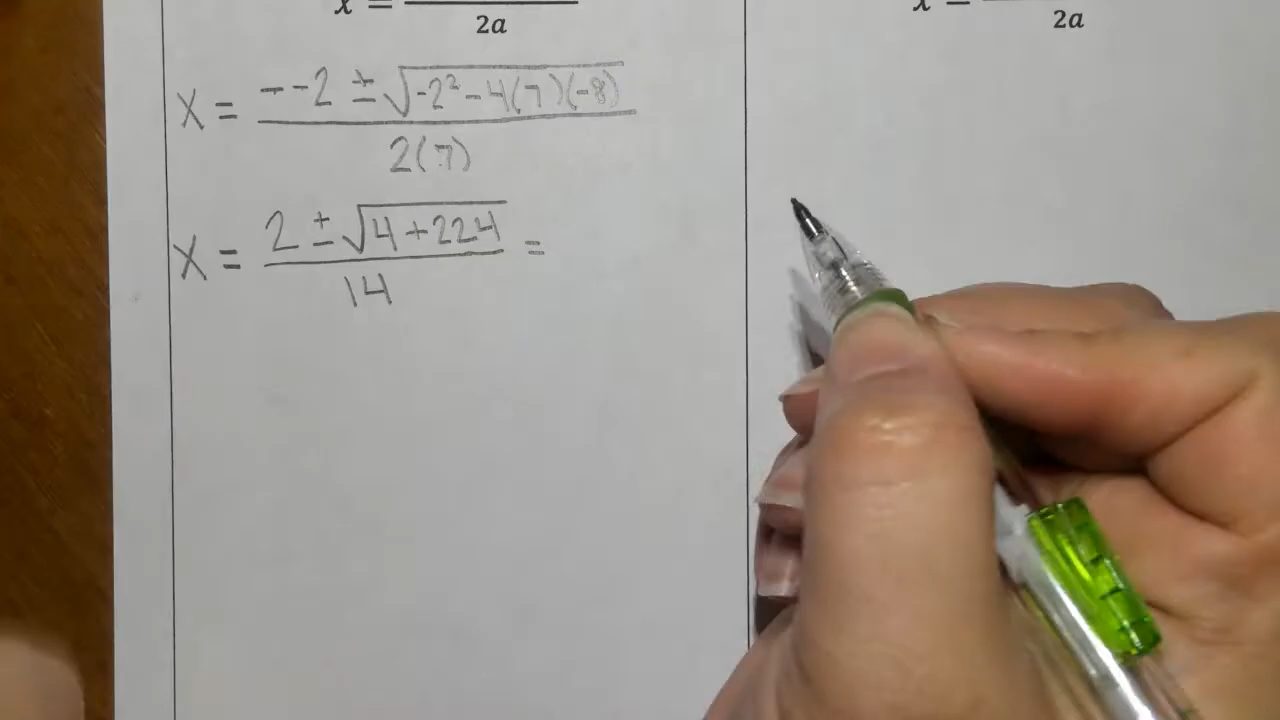 x =
2a
x =
2a
X = --2 ± √-2² - 4(7)(-8)
2(7)
X = 2 ± √4 + 224 =
14